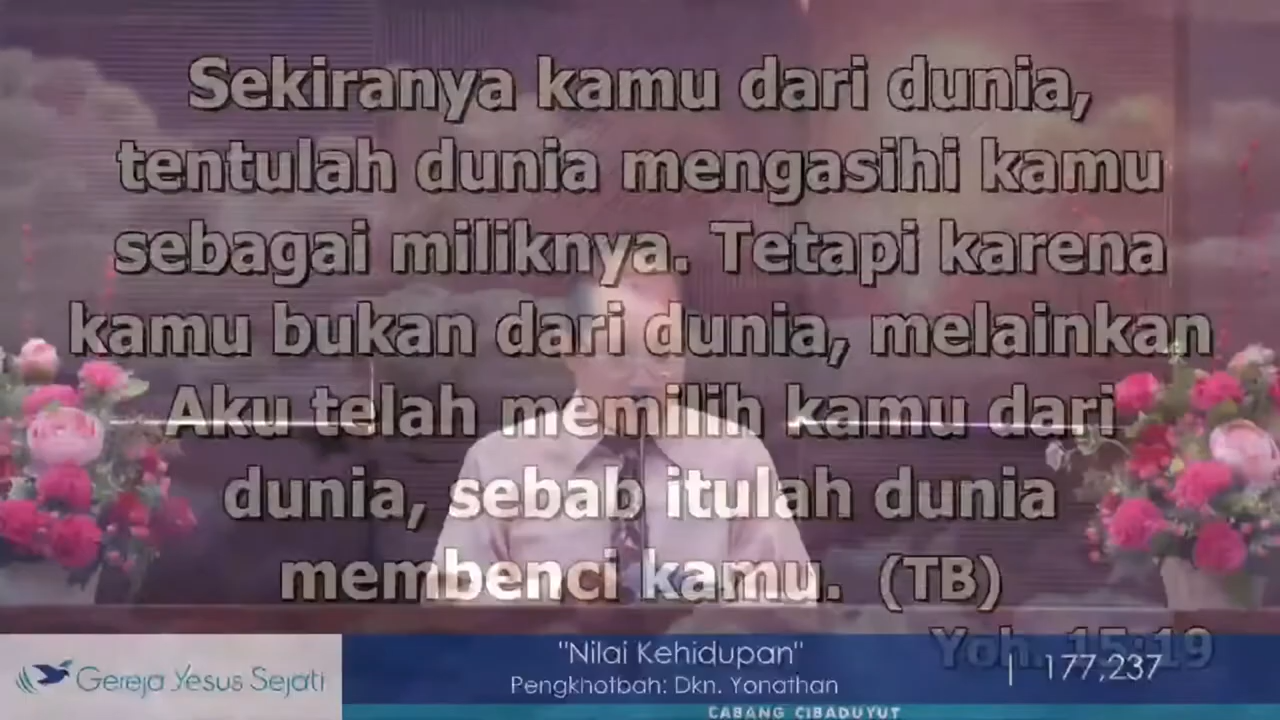 Sekiranya kamu dari dunia,
tentulah dunia mengasihi kamu
sebagai miliknya. Tetapi karena
kamu bukan dari dunia, melainkan
Aku telah memilih kamu dari
dunia, sebab itulah dunia
membenci kamu. (TB)
Yoh. 15:19
Gereja Yesus Sejati
"Nilai Kehidupan"
Pengkhotbah: Dkn. Yonathan
| 177,237
CABANG CIBADUYUT